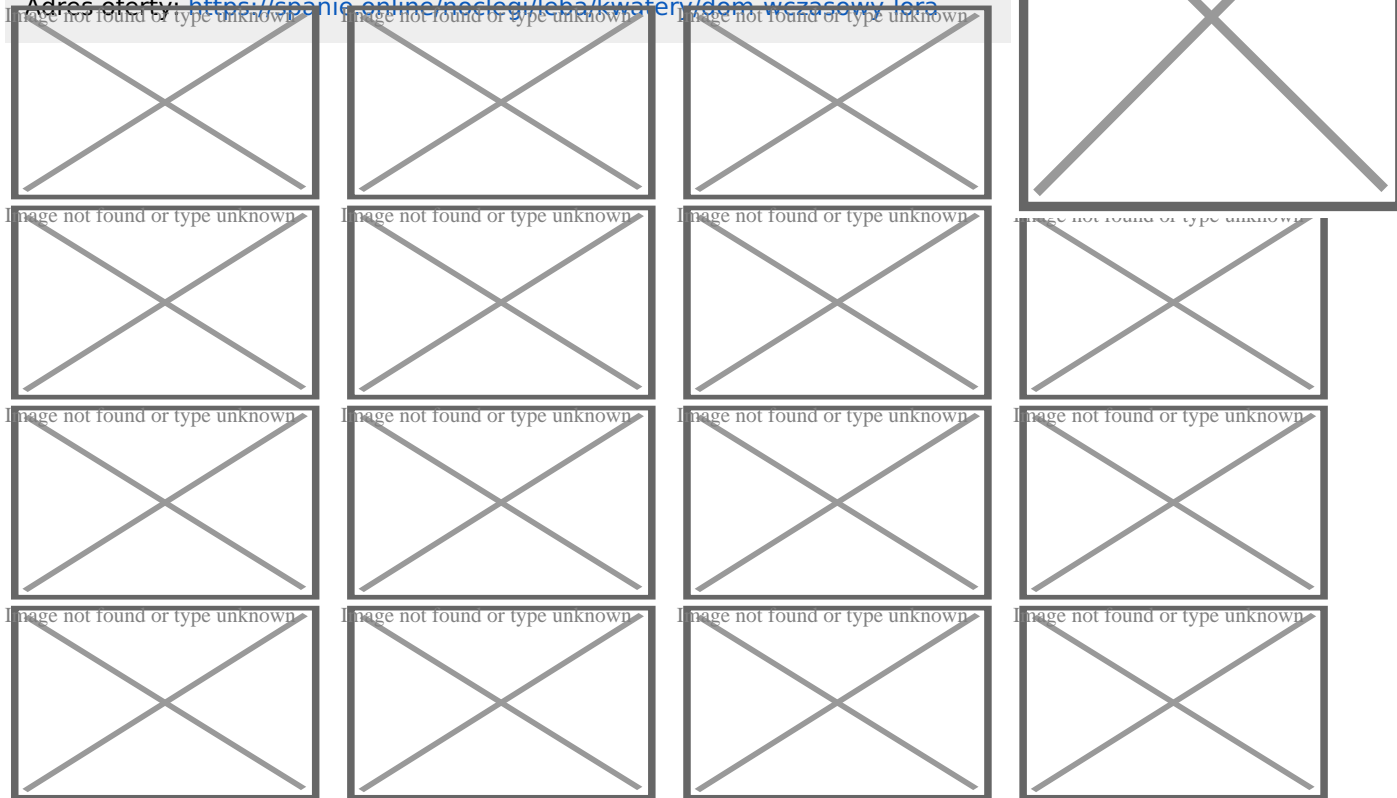 Adres oferty: https://spanie.online/noclegi/leba/kwatery/dom-wczasowy-lora
Image not found or type unknown Image not found or type unknown Image not found or type unknown
Image not found or type unknown Image not found or type unknown Image not found or type unknown Image not found or type unknown
Image not found or type unknown Image not found or type unknown Image not found or type unknown Image not found or type unknown
Image not found or type unknown Image not found or type unknown Image not found or type unknown Image not found or type unknown